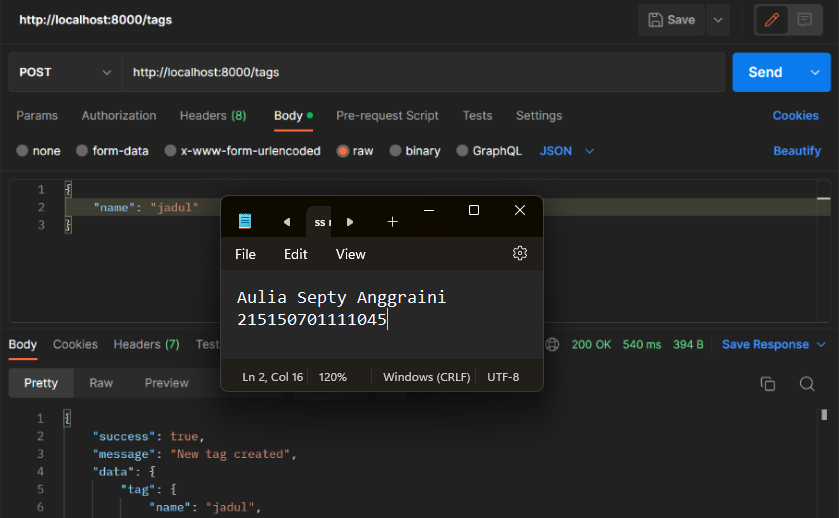 http://localhost:8000/tags
Save
POST
http://localhost:8000/tags
Send
Params Authorization Headers (8) Body Pre-request Script Tests Settings Cookies
none form-data x-www-form-urlencoded raw binary GraphQL JSON Beautify
1 {
2 "name": "jadul"
3 }
ss
File Edit View
Aulia Septy Anggraini
215150701111045
Ln 2, Col 16 120% Windows (CRLF) UTF-8
Body Cookies Headers (7) Test 200 OK 540 ms 394 B Save Response
Pretty Raw Preview
1 {
2 "success": true,
3 "message": "New tag created",
4 "data": {
5 "tag": {
6 "name": "jadul",